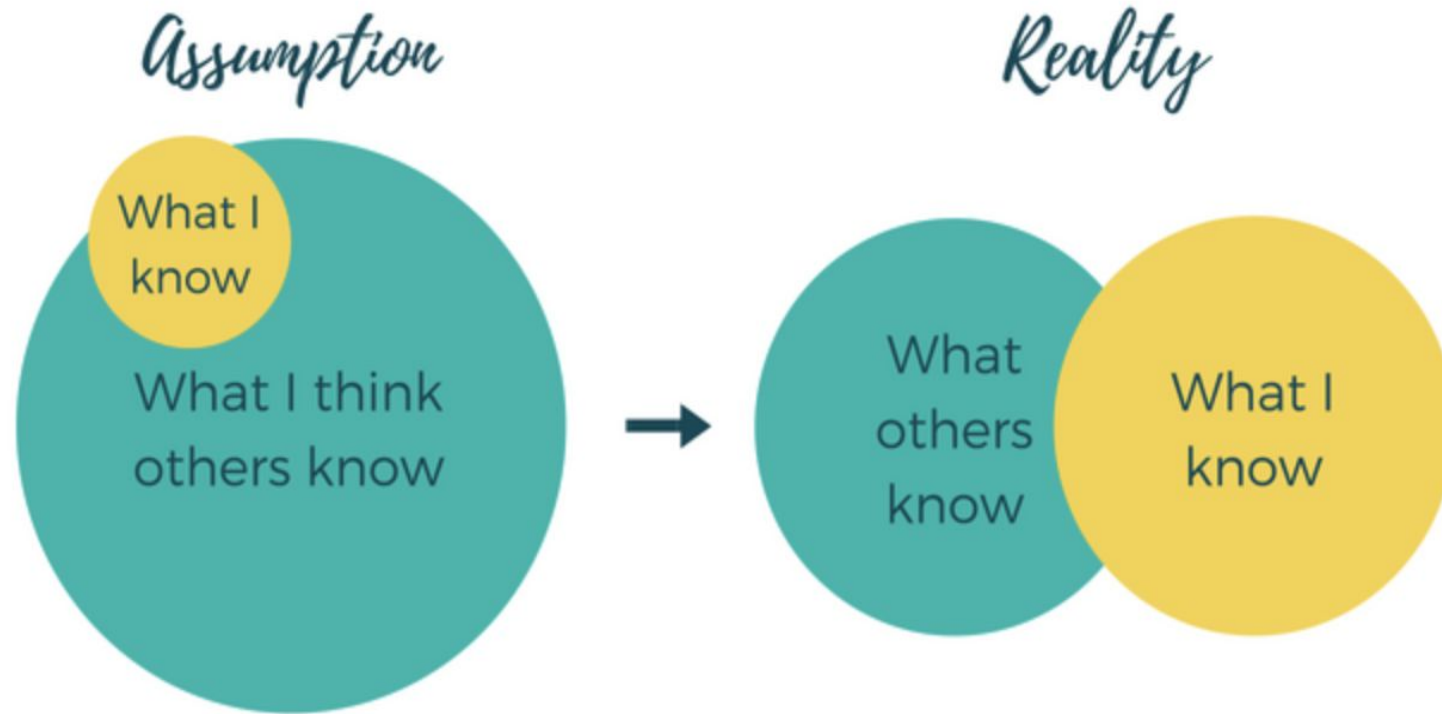 Assumption
Reality
What I
know
What I think
others know
What
others
know
What I
know